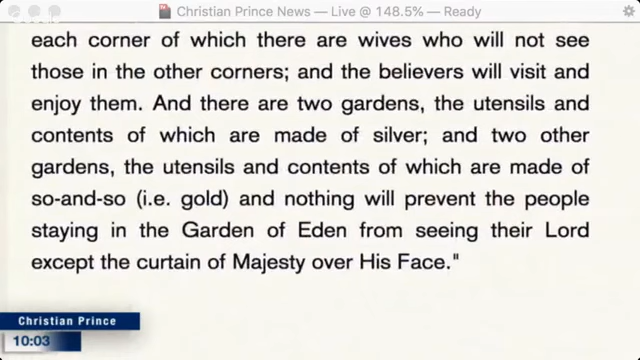 Christian Prince News — Live @ 148.5% — Ready
each corner of which there are wives who will not see
those in the other corners; and the believers will visit and
enjoy them. And there are two gardens, the utensils and
contents of which are made of silver; and two other
gardens, the utensils and contents of which are made of
so-and-so (i.e. gold) and nothing will prevent the people
staying in the Garden of Eden from seeing their Lord
except the curtain of Majesty over His Face."
Christian Prince
10:03